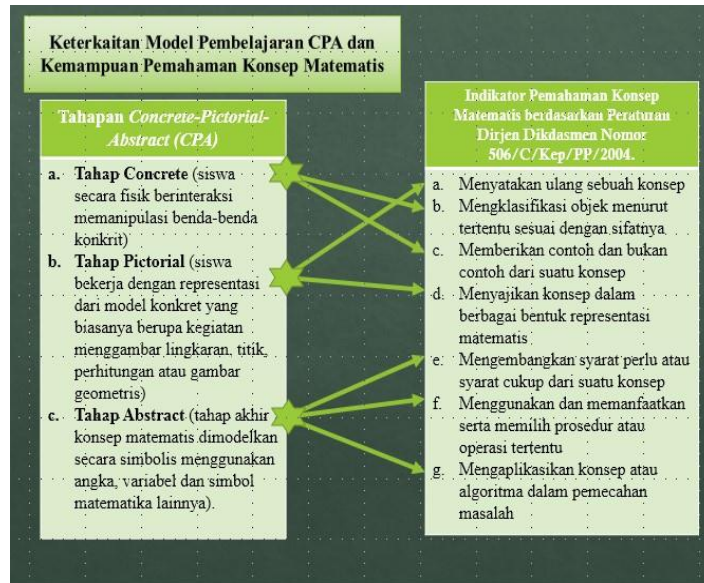 Keterkaitan Model Pembelajaran CPA dan
Kemampuan Pemahaman Konsep Matematis
Tahapan Concrete-Pictorial-
Abstract (CPA)
a. Tahap Concrete (siswa
secara fisik berinteraksi
memanipulasi benda-benda
konkrit)
b. Tahap Pictorial (siswa
bekerja dengan representasi
dari model konkret yang
biasanya berupa kegiatan
menggambar lingkaran, titik,
perhitungan atau gambar
geometris)
c. Tahap Abstract (tahap akhir
konsep matematis dimodelkan
secara simbolis menggunakan
angka, variabel dan simbol
matematika lainnya).
Indikator Pemahaman Konsep
Matematis berdasarkan Peraturan
Dirjen Dikdasmen Nomor
506/C/Kep/PP/2004.
a. Menyatakan ulang sebuah konsep
b. Mengklasifikasi objek menurut
tertentu sesuai dengan sifatnya
c. Memberikan contoh dan bukan
contoh dari suatu konsep
d. Menyajikan konsep dalam
berbagai bentuk representasi
matematis
e. Mengembangkan syarat perlu atau
syarat cukup dari suatu konsep
f. Menggunakan dan memanfaatkan
serta memilih prosedur atau
operasi tertentu
g. Mengaplikasikan konsep atau
algoritma dalam pemecahan
masalah